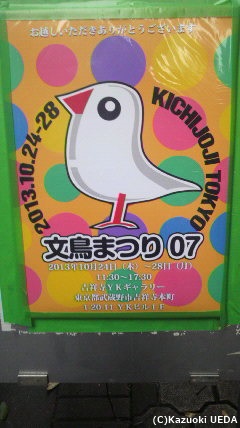 お越しいただきありがとうございます
2013.10.24-28
KICHIJOJI TOKYO
文鳥まつり 07
2013年10月24日（木）～28日（月）
11:30～17:30
吉祥寺ＹＫギャラリー
東京都武蔵野市吉祥寺本町
1-20-14 ＹＫビル１Ｆ
(C)Kazuoki UEDA